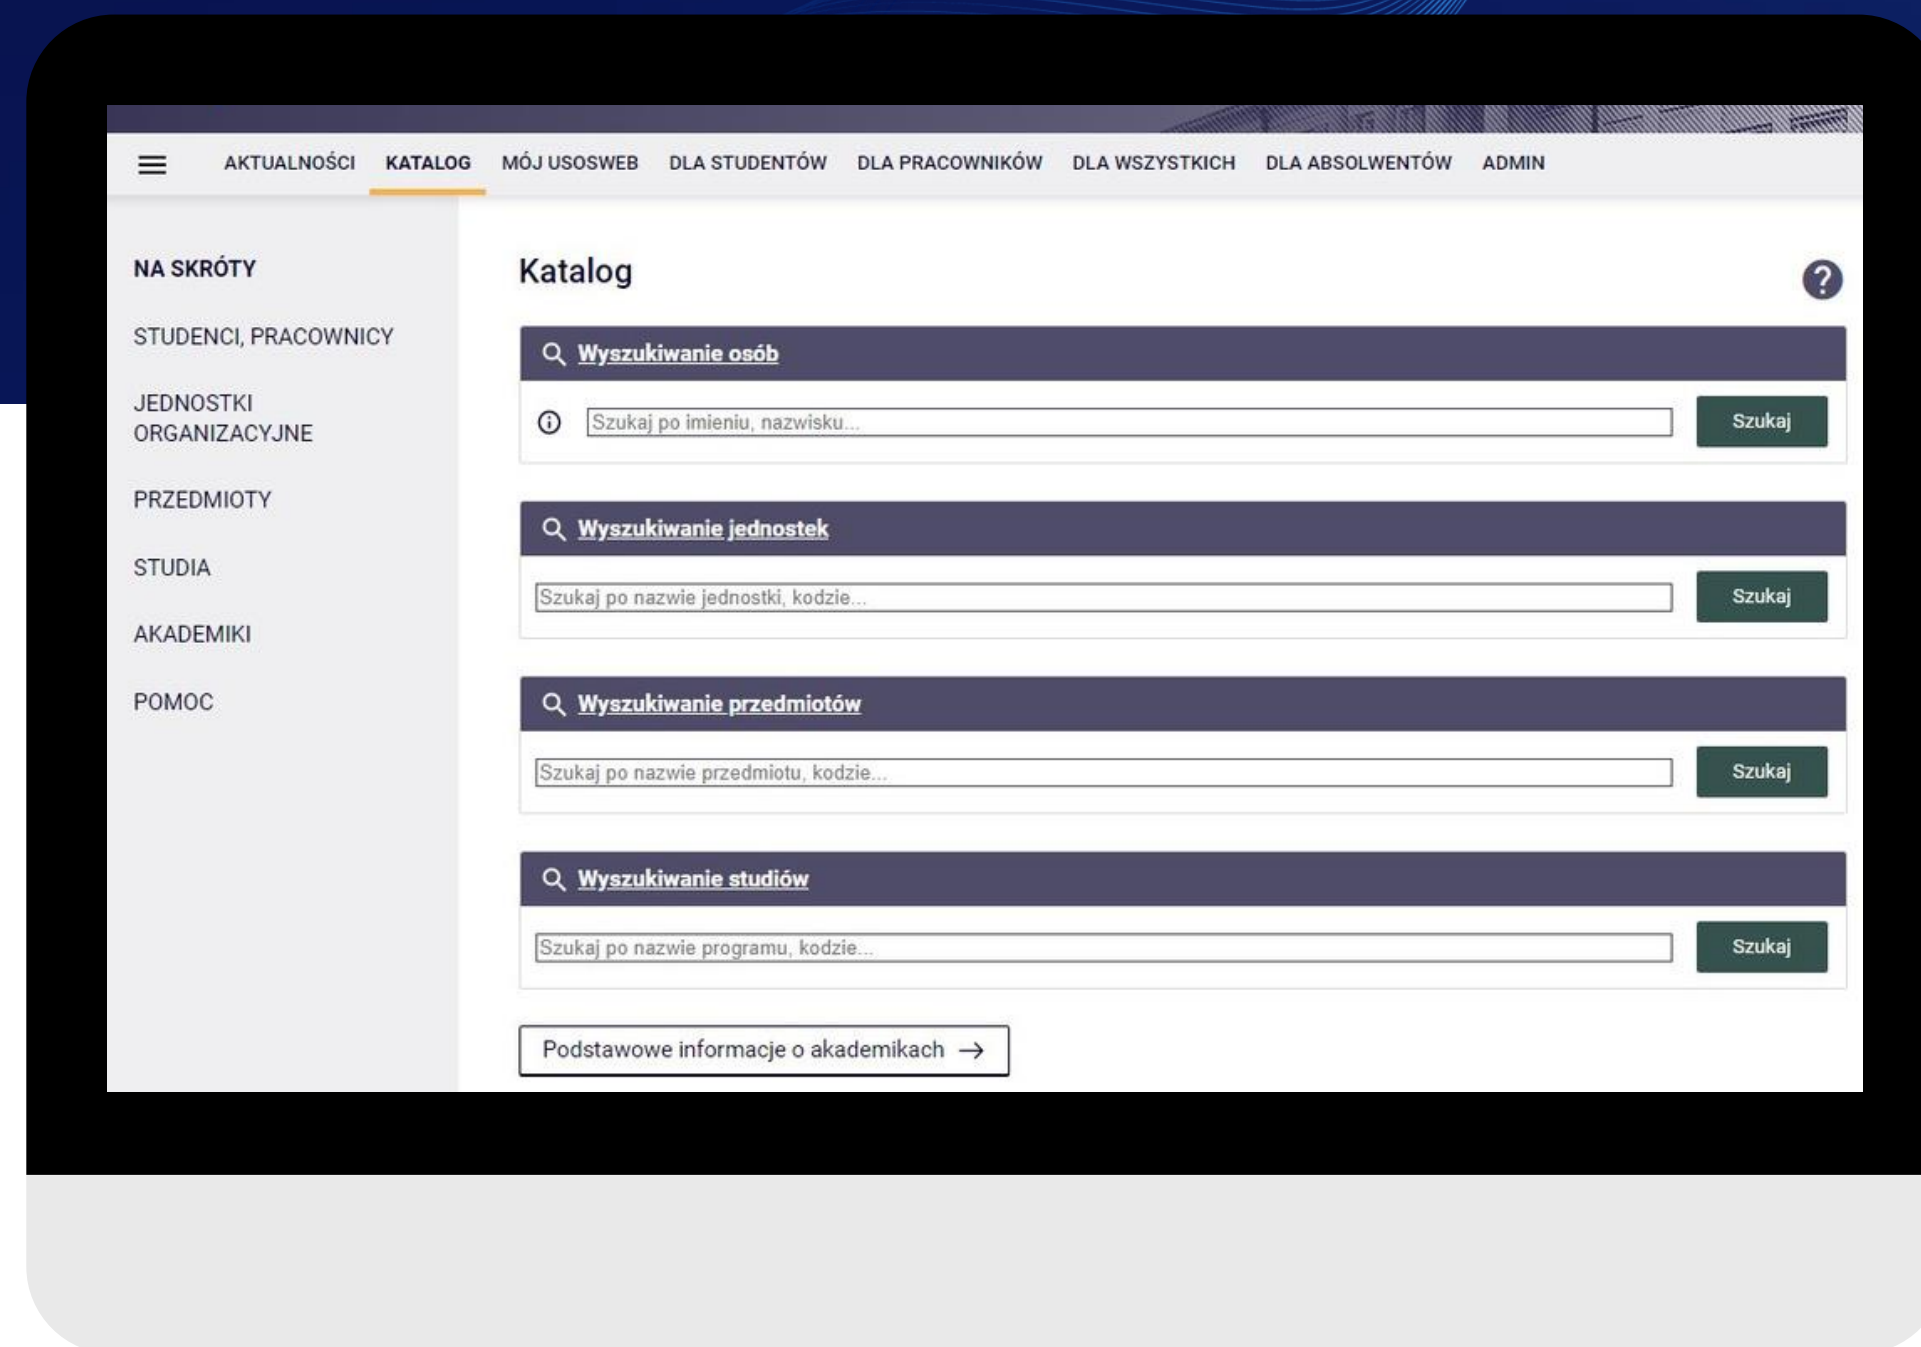 AKTUALNOŚCI KATALOG MÓJ USOSWEB DLA STUDENTÓW DLA PRACOWNIKÓW DLA WSZYSTKICH DLA ABSOLWENTÓW ADMIN
NA SKRÓTY
STUDENCI, PRACOWNICY
JEDNOSTKI
ORGANIZACYJNE
PRZEDMIOTY
STUDIA
AKADEMIKI
POMOC
Katalog
?
Wyszukiwanie osób
Szukaj po imieniu, nazwisku... Szukaj
Wyszukiwanie jednostek
Szukaj po nazwie jednostki, kodzie... Szukaj
Wyszukiwanie przedmiotów
Szukaj po nazwie przedmiotu, kodzie... Szukaj
Wyszukiwanie studiów
Szukaj po nazwie programu, kodzie... Szukaj
Podstawowe informacje o akademikach →